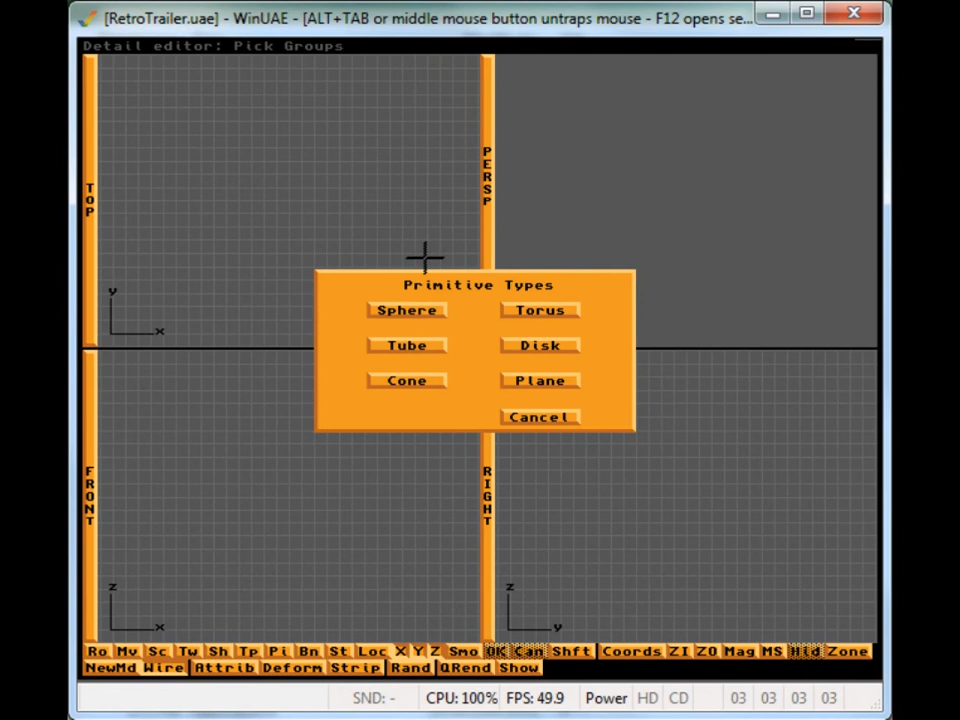 [RetroTrailer.uae] - WinUAE - [ALT+TAB or middle mouse button untraps mouse - F12 opens se...
Detail editor: Pick Groups
TOP
PERSP
y
x
Primitive Types
Sphere Torus
Tube Disk
Cone Plane
Cancel
FRONT
RIGHT
z
x
z
y
Ro Mv Sc Tw Sh Tp Pi Bn St Loc X Y Z Smo OK Can Shft Coords ZI ZO Mag MS Hid Zone
NewMd Wire Attrib Deform Strip Rand QRend Show
SND: - CPU: 100% FPS: 49.9 Power HD CD 03 03 03 03